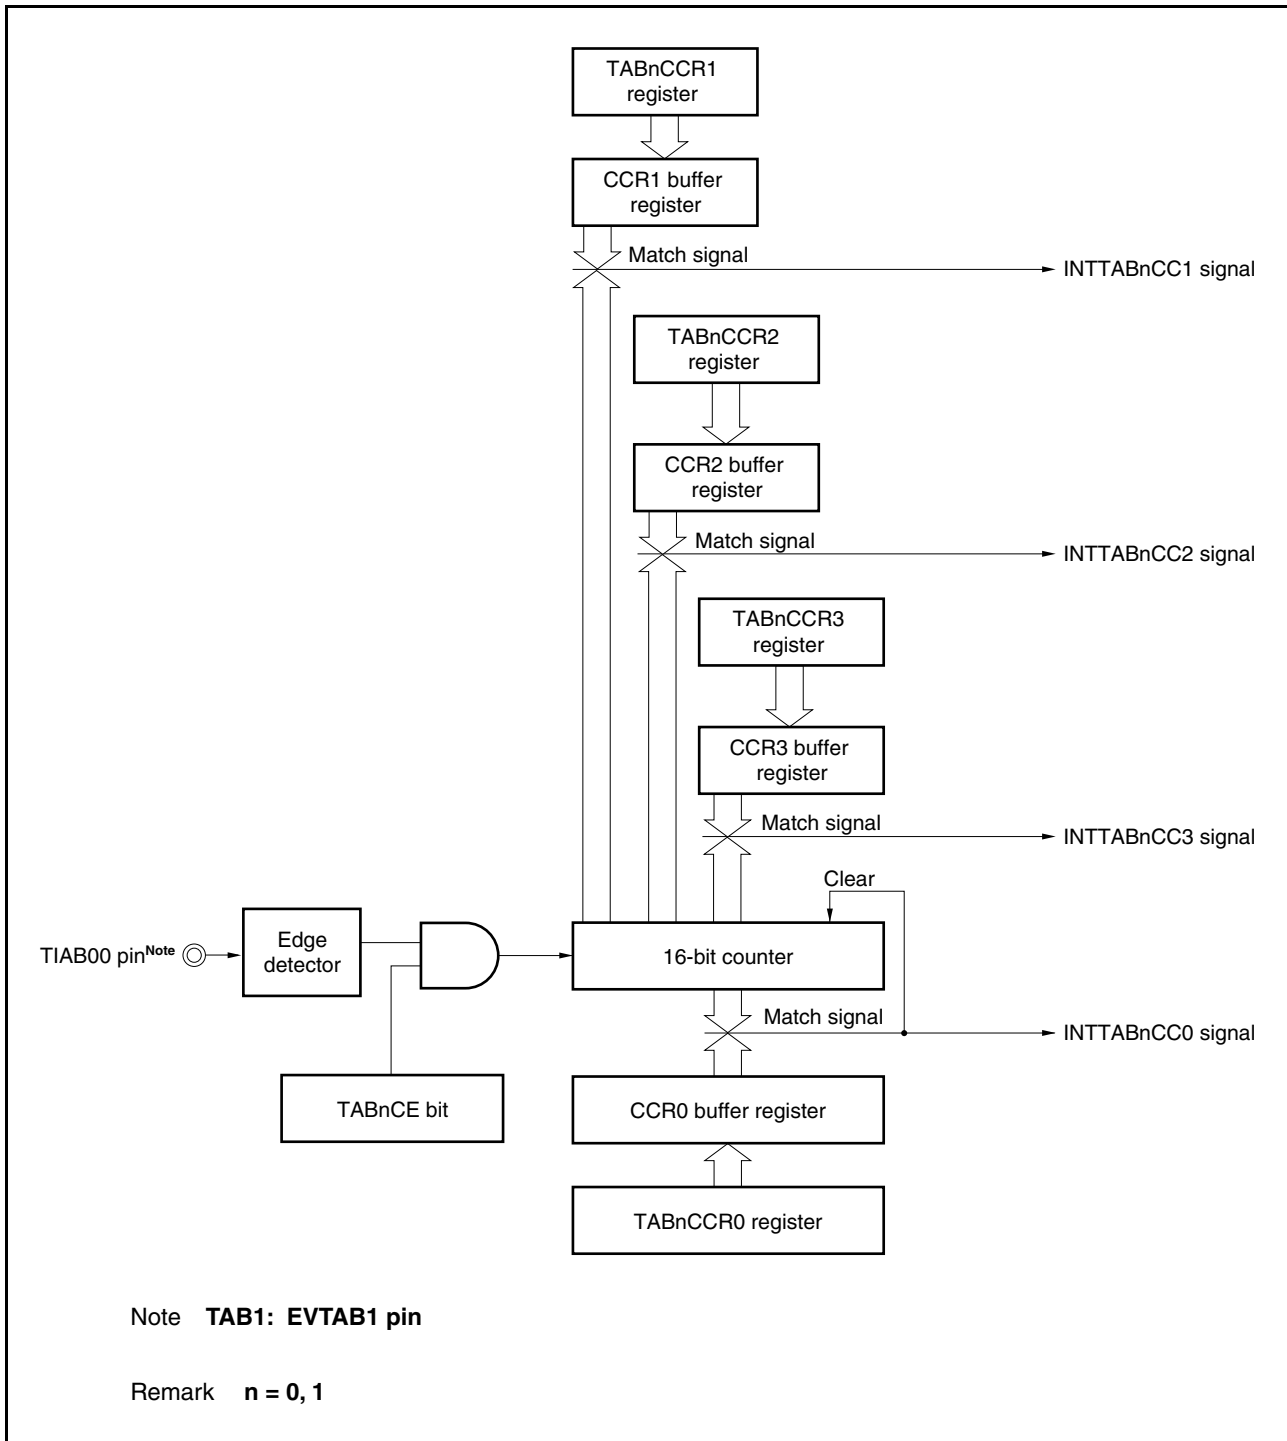 TABnCCR1
register
CCR1 buffer
register
Match signal
INTTABnCC1 signal
TABnCCR2
register
CCR2 buffer
register
Match signal
INTTABnCC2 signal
TABnCCR3
register
CCR3 buffer
register
Match signal
INTTABnCC3 signal
Clear
TIAB00 pinNote
Edge
detector
16-bit counter
Match signal
INTTABnCC0 signal
TABnCE bit
CCR0 buffer register
TABnCCR0 register
Note TAB1: EVTAB1 pin
Remark n = 0, 1